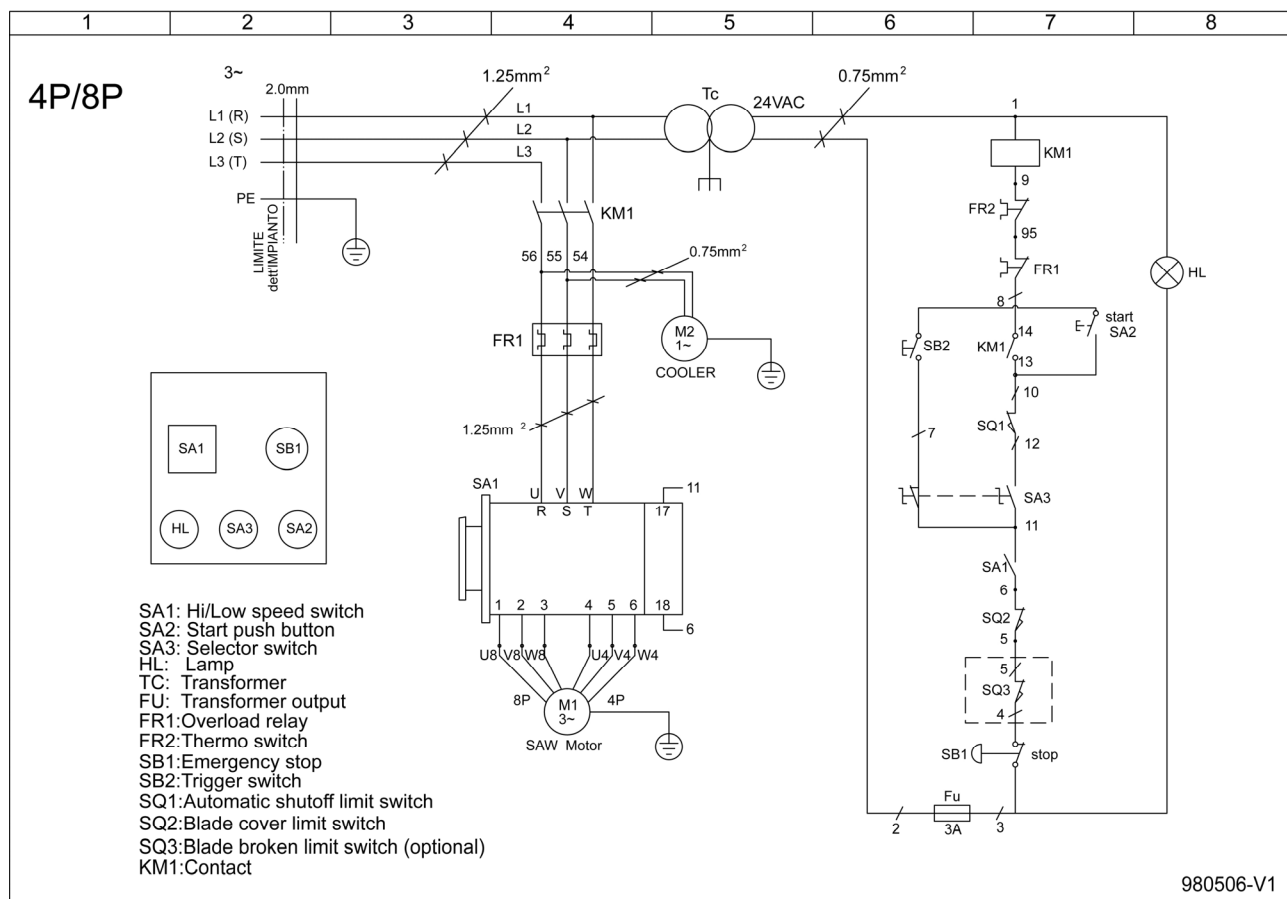 1 2 3 4 5 6 7 8
4P/8P
3~
2.0mm
1.25mm²
0.75mm²
L1 (R)
L2 (S)
L3 (T)
PE
LIMITE
dett'IMPIANTO
L1
L2
L3
Tc
24VAC
1
KM1
KM1
9
FR2
95
FR1
8
HL
56 55 54
0.75mm²
FR1
M2
1~
COOLER
start
SA2
SB2
14
KM1
13
10
SQ1
12
7
1.25mm²
SA1
SB1
HL
SA3
SA2
SA1
U V W
R S T
17
11
1 2 3 4 5 6 18
6
U8 V8 W8 U4 V4 W4
8P
M1
3~
4P
SAW Motor
SA3
11
SA1
6
SQ2
5
5
SQ3
4
SB1
stop
Fu
2
3A
3
SA1: Hi/Low speed switch
SA2: Start push button
SA3: Selector switch
HL: Lamp
TC: Transformer
FU: Transformer output
FR1:Overload relay
FR2:Thermo switch
SB1:Emergency stop
SB2:Trigger switch
SQ1:Automatic shutoff limit switch
SQ2:Blade cover limit switch
SQ3:Blade broken limit switch (optional)
KM1:Contact
980506-V1